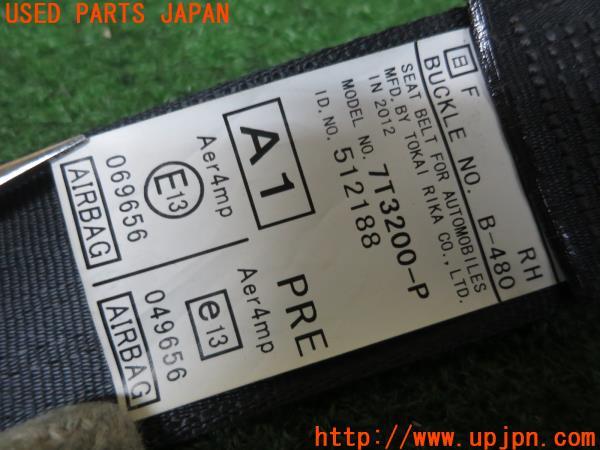 USED PARTS JAPAN
F RH
BUCKLE NO. B-480
SEAT BELT FOR AUTOMOBILES
MFD.BY TOKAI RIKA CO., LTD.
IN 2012
MODEL NO. 7T3200-P
ID.NO. 512188
A1 PRE
Aer4mp Aer4mp
E13 e13
069656 049656
AIRBAG AIRBAG
http://www.upjpn.com/